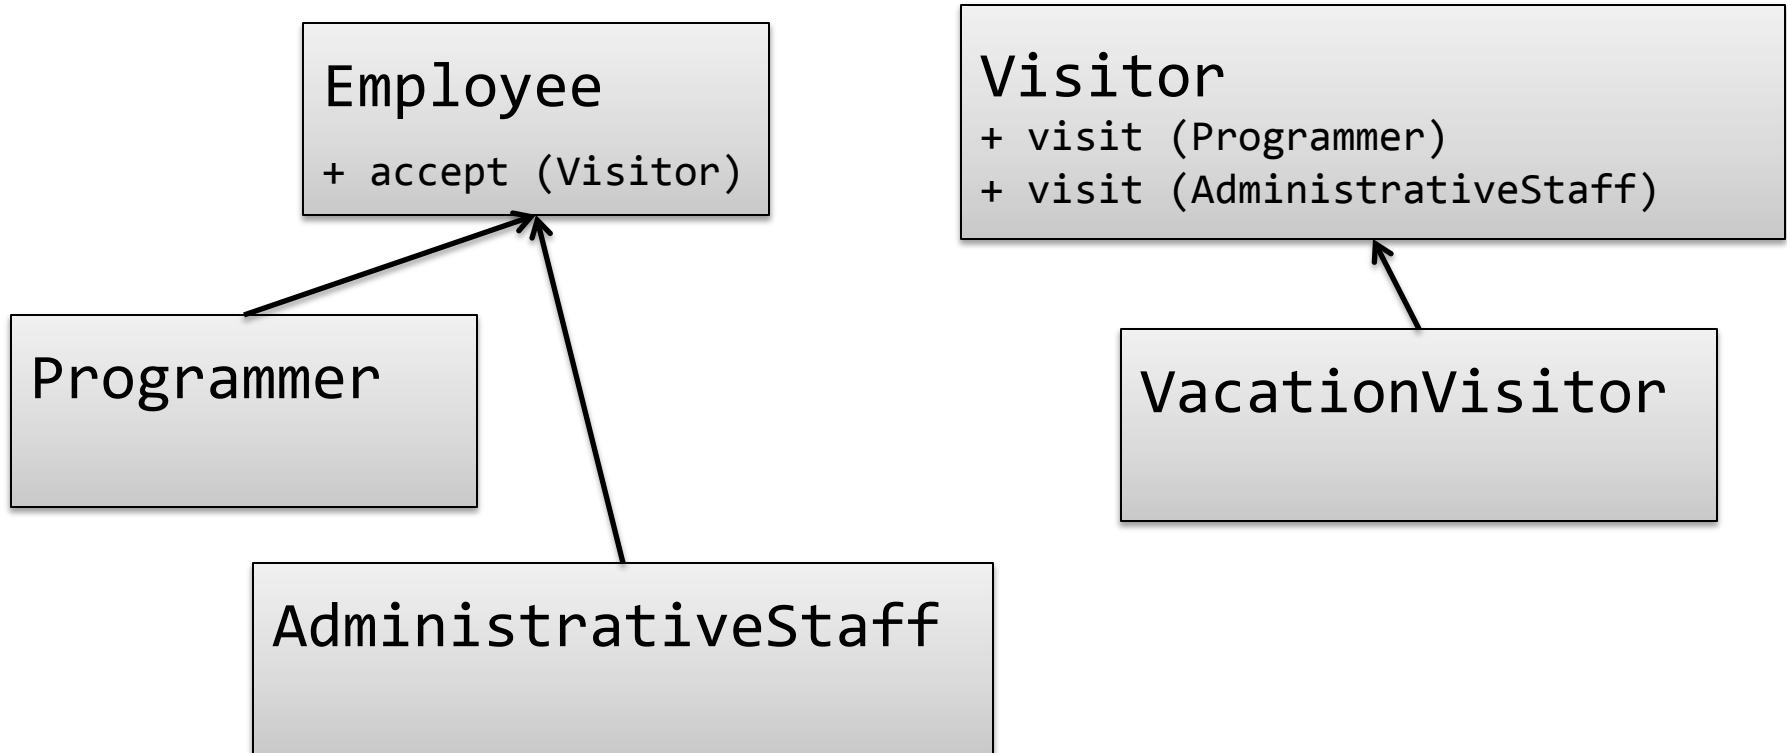 Employee
+ accept (Visitor)
Visitor
+ visit (Programmer)
+ visit (AdministrativeStaff)
Programmer
VacationVisitor
AdministrativeStaff